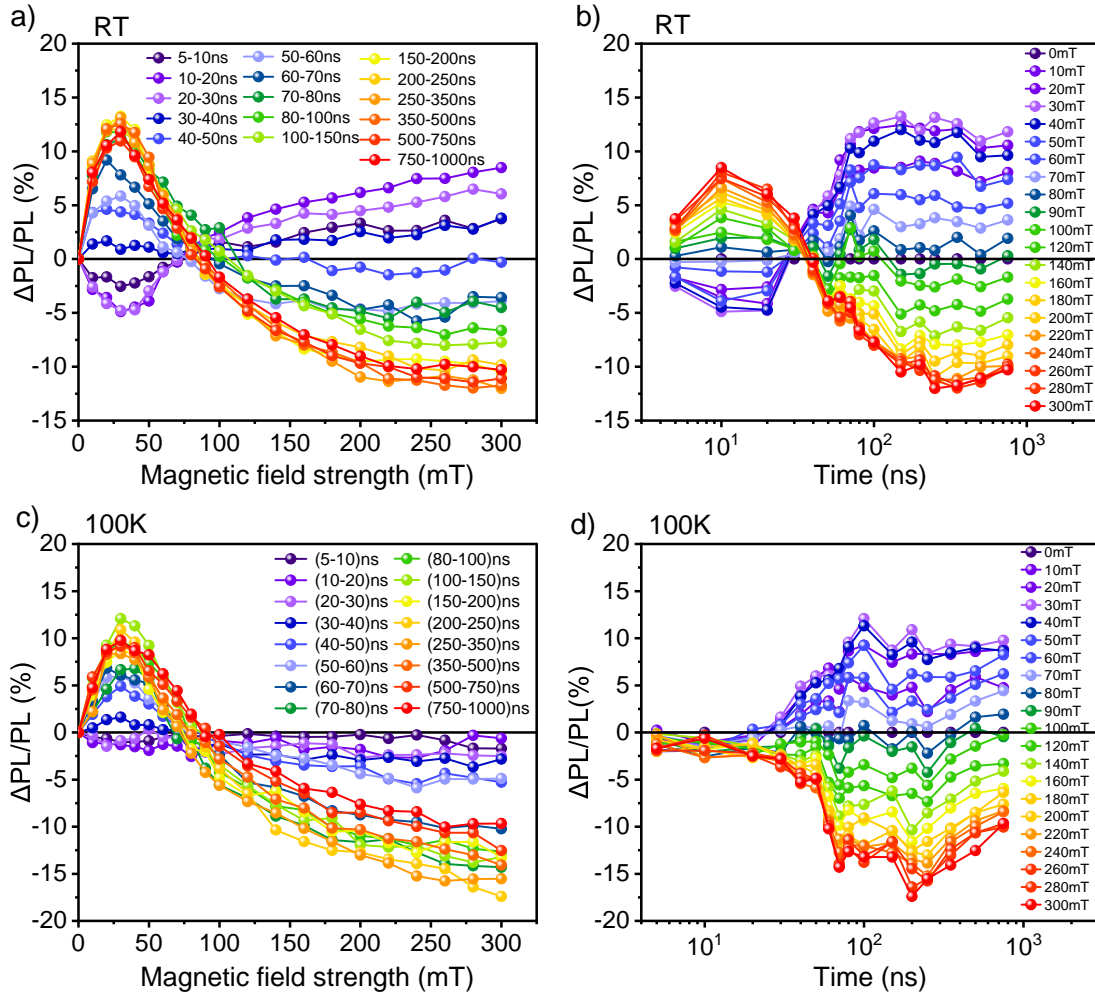 a)
RT
20
15
10
5
0
-5
-10
-15
ΔPL/PL (%)
0
50
100
150
200
250
300
Magnetic field strength (mT)
5-10ns
10-20ns
20-30ns
30-40ns
40-50ns
50-60ns
60-70ns
70-80ns
80-100ns
100-150ns
150-200ns
200-250ns
250-350ns
350-500ns
500-750ns
750-1000ns
b)
RT
20
15
10
5
0
-5
-10
-15
ΔPL/PL (%)
10¹
10²
10³
Time (ns)
0mT
10mT
20mT
30mT
40mT
50mT
60mT
70mT
80mT
90mT
100mT
120mT
140mT
160mT
180mT
200mT
220mT
240mT
260mT
280mT
300mT
c)
100K
20
15
10
5
0
-5
-10
-15
-20
ΔPL/PL (%)
0
50
100
150
200
250
300
Magnetic field strength (mT)
(5-10)ns
(10-20)ns
(20-30)ns
(30-40)ns
(40-50)ns
(50-60)ns
(60-70)ns
(70-80)ns
(80-100)ns
(100-150)ns
(150-200)ns
(200-250)ns
(250-350)ns
(350-500)ns
(500-750)ns
(750-1000)ns
d)
100K
20
15
10
5
0
-5
-10
-15
-20
ΔPL/PL(%)
10¹
10²
10³
Time (ns)
0mT
10mT
20mT
30mT
40mT
50mT
60mT
70mT
80mT
90mT
100mT
120mT
140mT
160mT
180mT
200mT
220mT
240mT
260mT
280mT
300mT